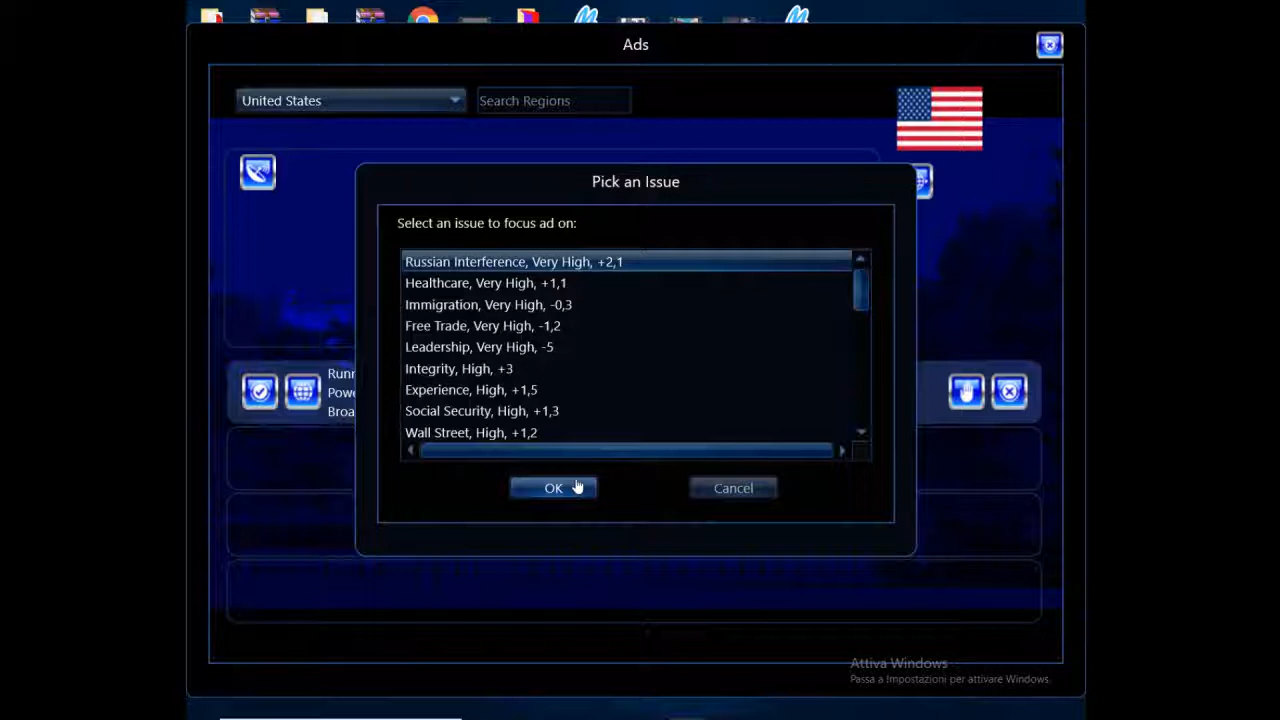 Ads
United States
Search Regions
Pick an Issue
Select an issue to focus ad on:
Russian Interference, Very High, +2,1
Healthcare, Very High, +1,1
Immigration, Very High, -0,3
Free Trade, Very High, -1,2
Leadership, Very High, -5
Integrity, High, +3
Experience, High, +1,5
Social Security, High, +1,3
Wall Street, High, +1,2
Runn
Powe
Broa
OK
Cancel
Attiva Windows
Passa a Impostazioni per attivare Windows.